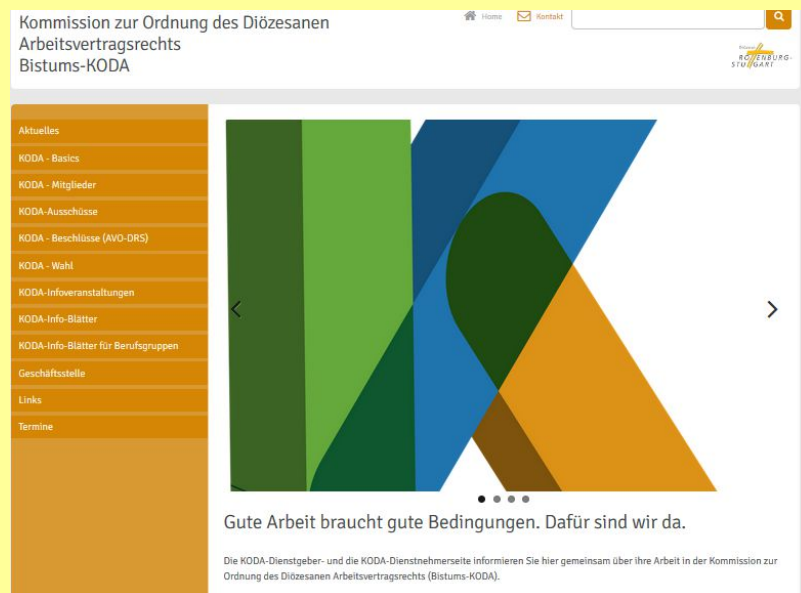 Kommission zur Ordnung des Diözesanen
Arbeitsvertragsrechts
Bistums-KODA
Home
Kontakt
ROTTENBURG-
STUTTGART
Aktuelles
KODA - Basics
KODA - Mitglieder
KODA-Ausschüsse
KODA - Beschlüsse (AVO-DRS)
KODA - Wahl
KODA-Infoveranstaltungen
KODA-Info-Blätter
KODA-Info-Blätter für Berufsgruppen
Geschäftsstelle
Links
Termine
Gute Arbeit braucht gute Bedingungen. Dafür sind wir da.
Die KODA-Dienstgeber- und die KODA-Dienstnehmerseite informieren Sie hier gemeinsam über ihre Arbeit in der Kommission zur
Ordnung des Diözesanen Arbeitsvertragsrechts (Bistums-KODA).